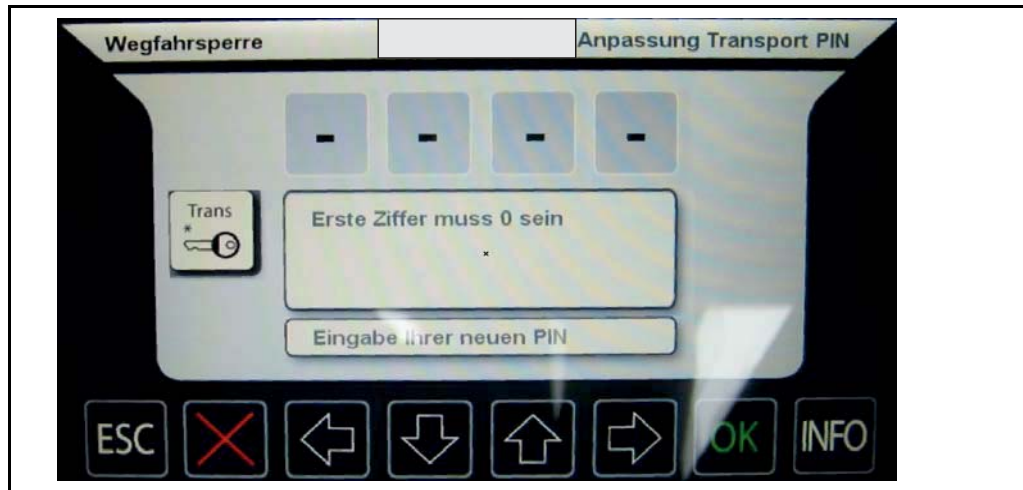 Wegfahrsperre Anpassung Transport PIN
- - - -
Trans
*
Erste Ziffer muss 0 sein
Eingabe Ihrer neuen PIN
ESC OK INFO